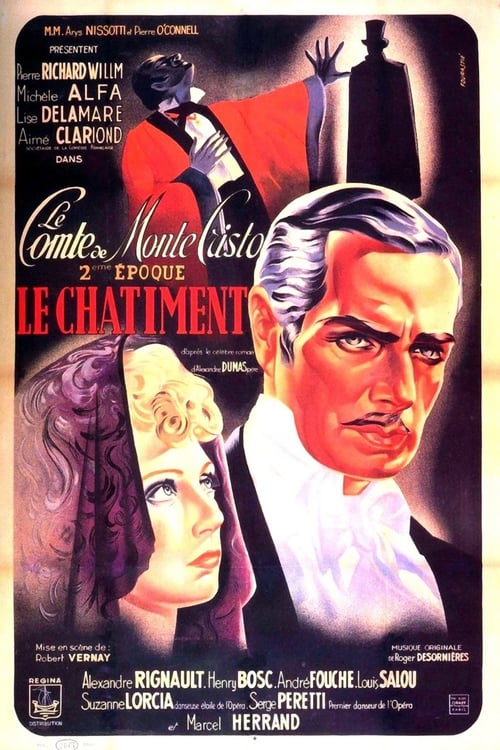 M.M. Arys NISSOTTI et Pierre O'CONNELL
PRÉSENTENT
Pierre RICHARD WILLM
Michèle ALFA
Lise DELAMARE
Aimé CLARIOND
SOCIÉTAIRE DE LA COMÉDIE FRANÇAISE
DANS
FOURASTIÉ
Le
Comte de Monte Cristo
2ème ÉPOQUE
LE CHATIMENT
d'après le célèbre roman
d'Alexandre DUMAS père
Mise en scène de:
Robert VERNAY
MUSIQUE ORIGINALE
DE Roger DESORMIÈRES
REGINA
DISTRIBUTION
Alexandre RIGNAULT. Henry BOSC. André FOUCHE. Louis SALOU
Suzanne LORCIA danseuse étoile de l'Opéra. Serge PERETTI Premier danseur de l'Opéra
et Marcel HERRAND
PARIS